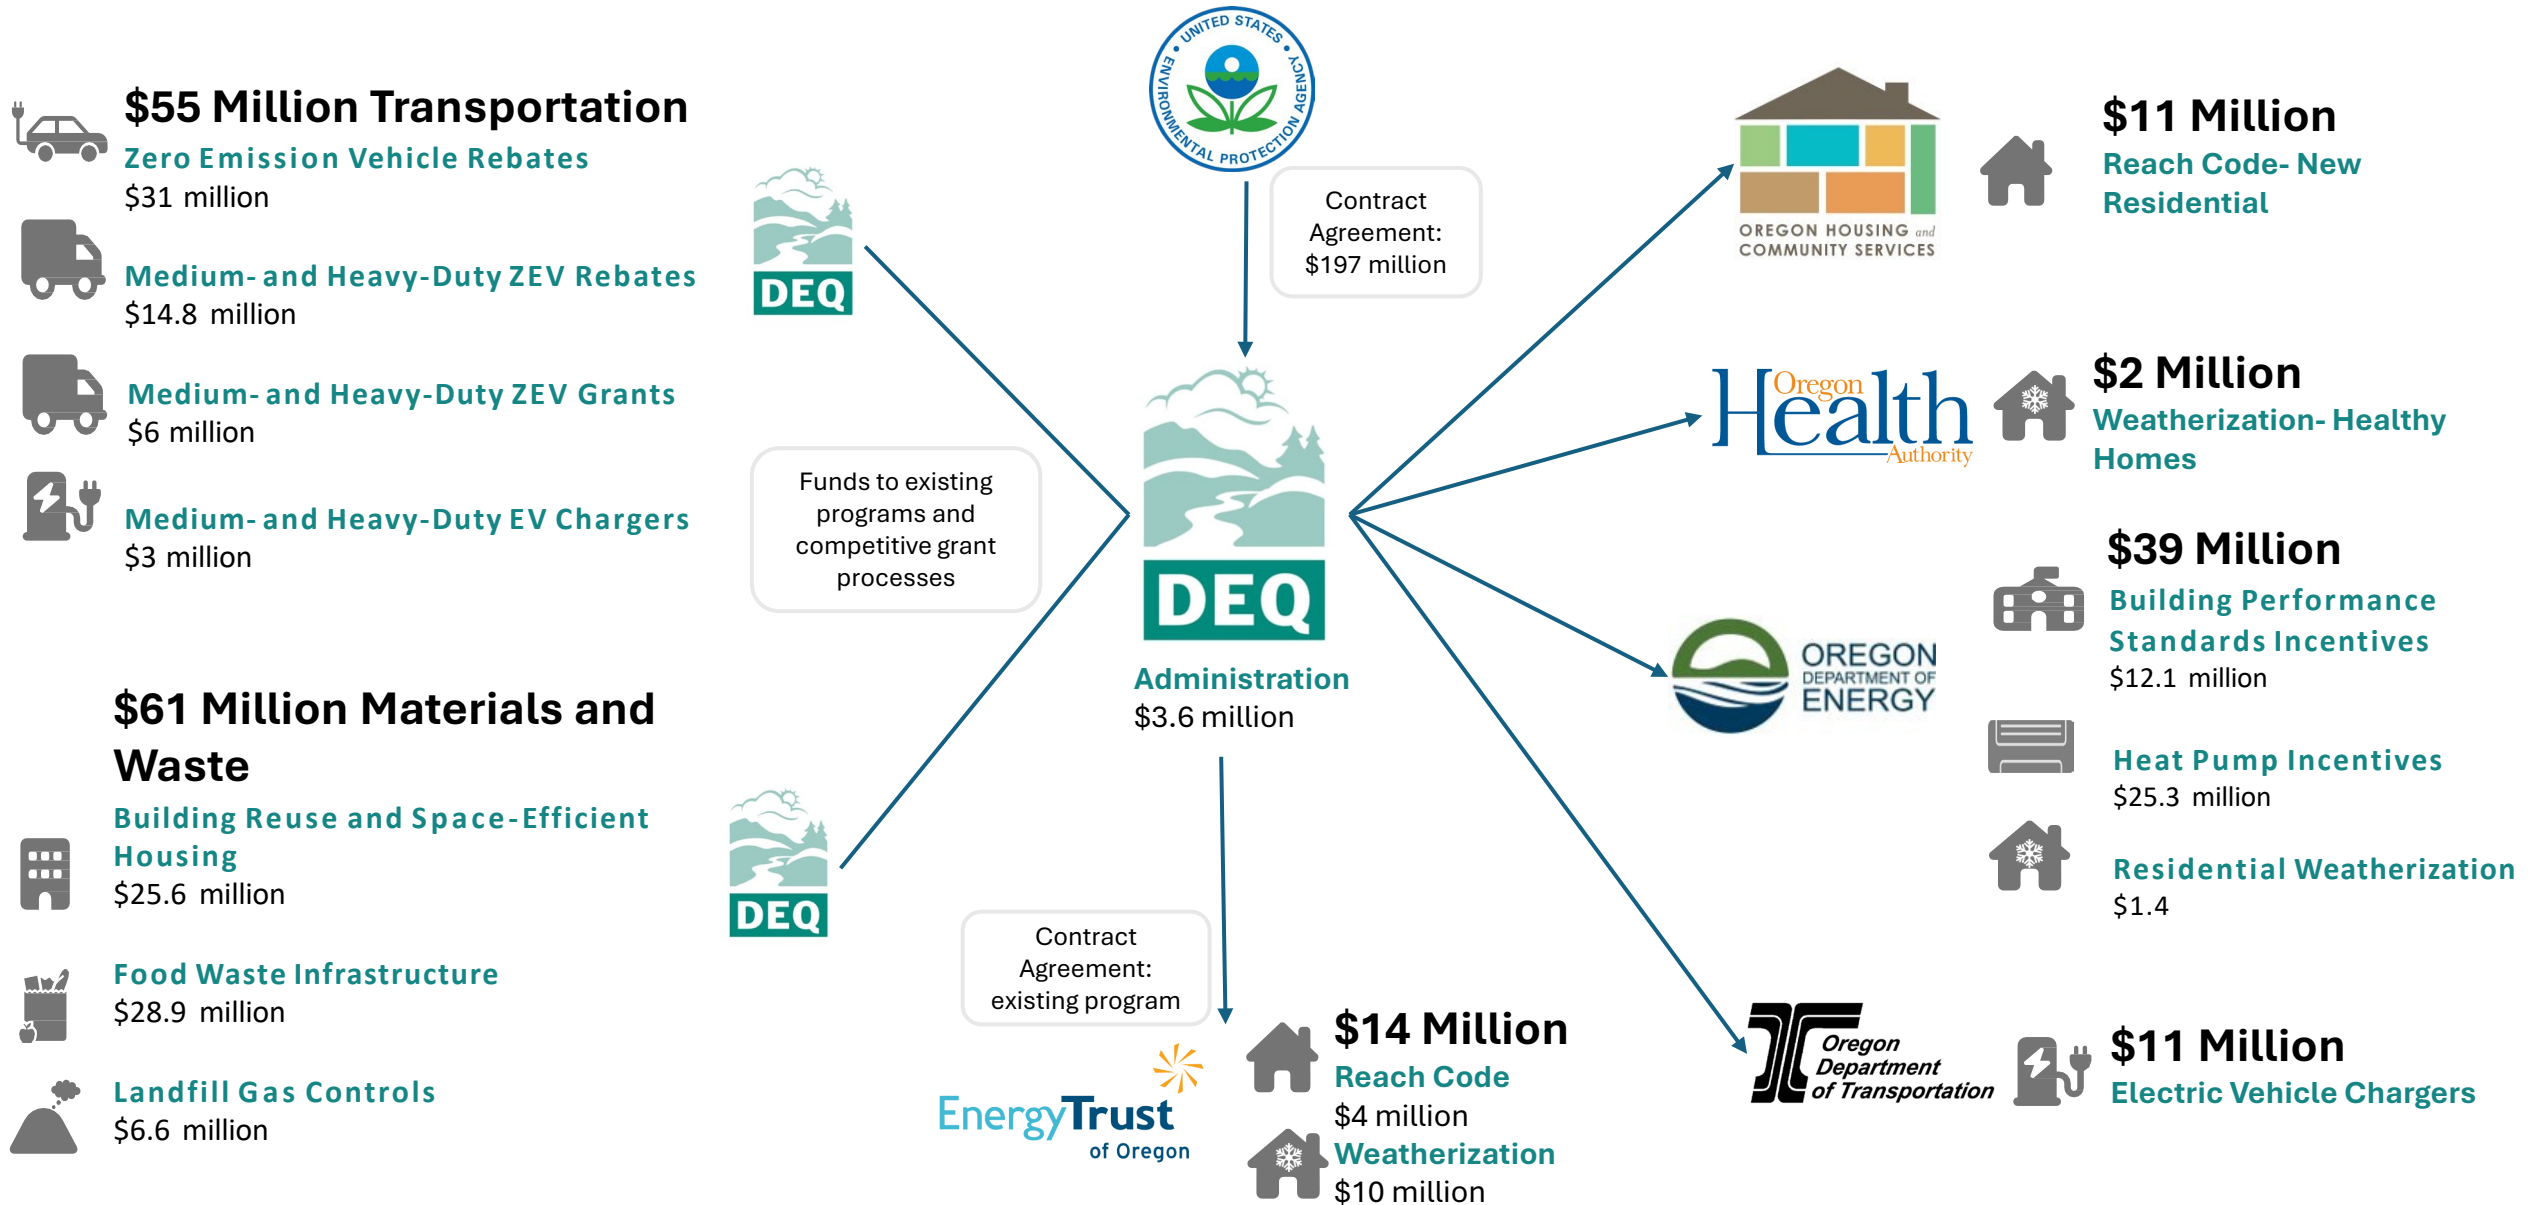 $55 Million Transportation
Zero Emission Vehicle Rebates
$31 million
Medium- and Heavy-Duty ZEV Rebates
$14.8 million
Medium- and Heavy-Duty ZEV Grants
$6 million
Medium- and Heavy-Duty EV Chargers
$3 million
$61 Million Materials and
Waste
Building Reuse and Space-Efficient
Housing
$25.6 million
Food Waste Infrastructure
$28.9 million
Landfill Gas Controls
$6.6 million
DEQ
Funds to existing
programs and
competitive grant
processes
DEQ
UNITED STATES
ENVIRONMENTAL PROTECTION AGENCY
Contract
Agreement:
$197 million
DEQ
Administration
$3.6 million
Contract
Agreement:
existing program
EnergyTrust
of Oregon
$14 Million
Reach Code
$4 million
Weatherization
$10 million
OREGON HOUSING and
COMMUNITY SERVICES
$11 Million
Reach Code- New
Residential
Oregon
Health
Authority
$2 Million
Weatherization- Healthy
Homes
OREGON
DEPARTMENT OF
ENERGY
$39 Million
Building Performance
Standards Incentives
$12.1 million
Heat Pump Incentives
$25.3 million
Residential Weatherization
$1.4
Oregon
Department
of Transportation
$11 Million
Electric Vehicle Chargers